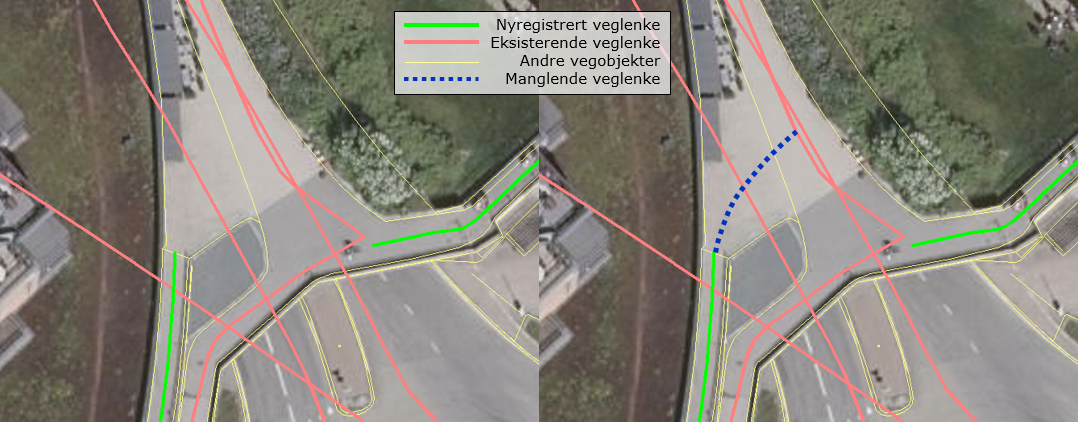 Nyregistrert veglenke
Eksisterende veglenke
Andre vegobjekter
Manglende veglenke